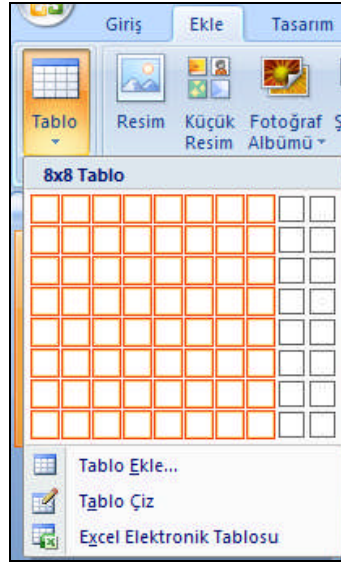 Giriş Ekle Tasarım
Tablo Resim Küçük Resim Fotoğraf Albümü
8x8 Tablo
Tablo Ekle...
Tablo Çiz
Excel Elektronik Tablosu